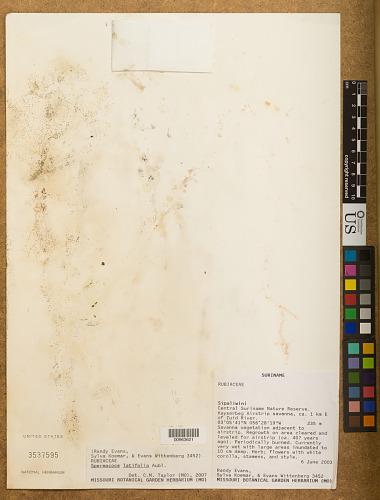 copyright reserved
US
SURINAME
RUBIACEAE
Sipaliwini
Central Suriname Nature Reserve.
Kayserberg Airstrip savanna, ca. 1 km E
of Zuid River.
03°05'43"N 056°28'19"W 235 m
Savanna vegetation adjacent to
airstrip. Regrowth on area cleared and
leveled for airstrip (ca. 40? years
ago). Periodically burned. Currently
very wet with large areas inundated to
10 cm deep. Herb; Flowers with white
corolla, stamens, and style.
6 June 2003
Randy Evans,
Sylva Koemar, & Evans Wittenberg 3452
MISSOURI BOTANICAL GARDEN HERBARIUM (MO)
00963621
(Randy Evans,
Sylva Koemar, & Evans Wittenberg 3452)
RUBIACEAE
Spermacoce latifolia Aubl.
Det. C.M. Taylor (MO), 2007
MISSOURI BOTANICAL GARDEN HERBARIUM (MO)
UNITED STATES
3537595
NATIONAL HERBARIUM